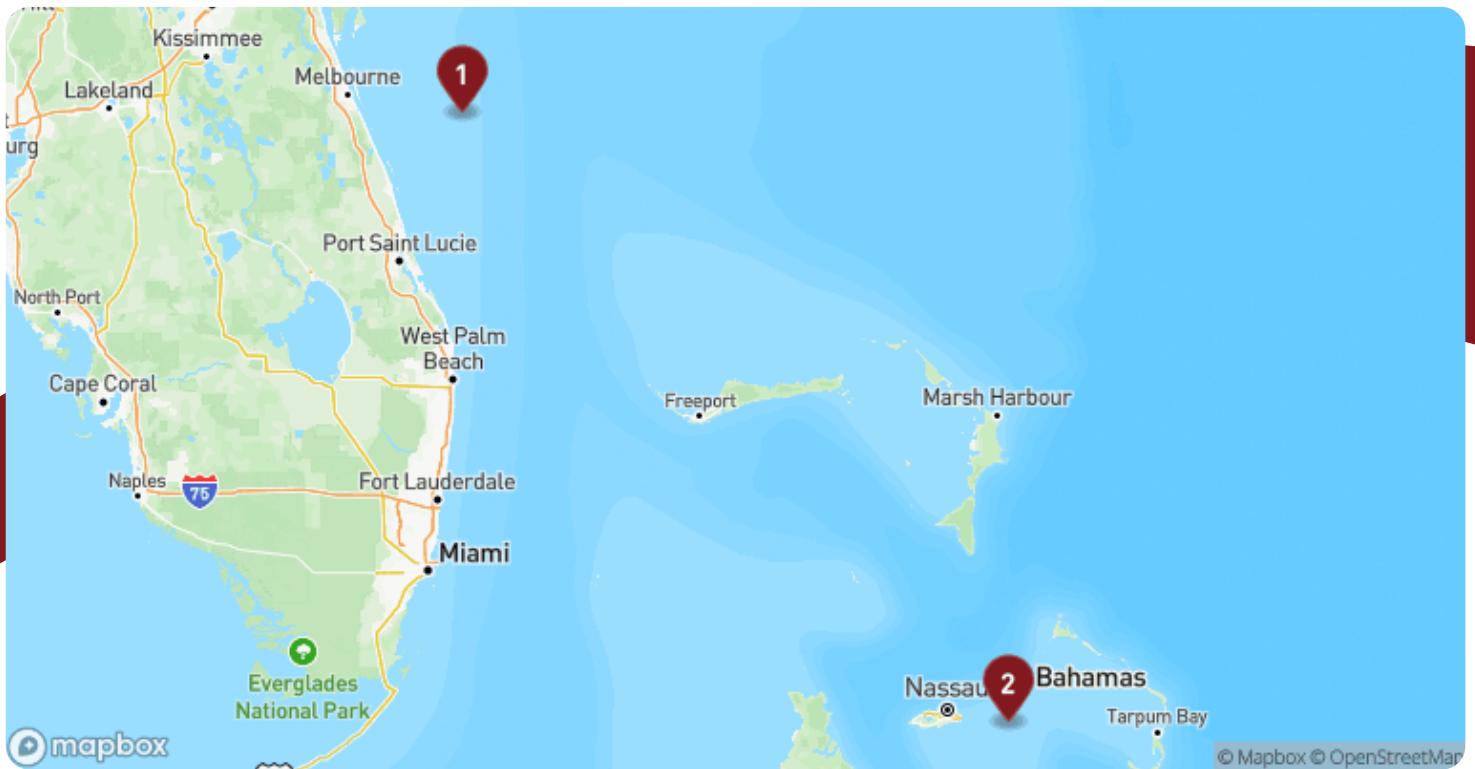 Kissimmee
Lakeland
Melbourne
1
urg
Port Saint Lucie
North Port
West Palm
Beach
Cape Coral
Freeport
Marsh Harbour
Naples
75
Fort Lauderdale
Miami
Everglades
National Park
Nassau
2
Bahamas
Tarpum Bay
mapbox
© Mapbox © OpenStreetMap